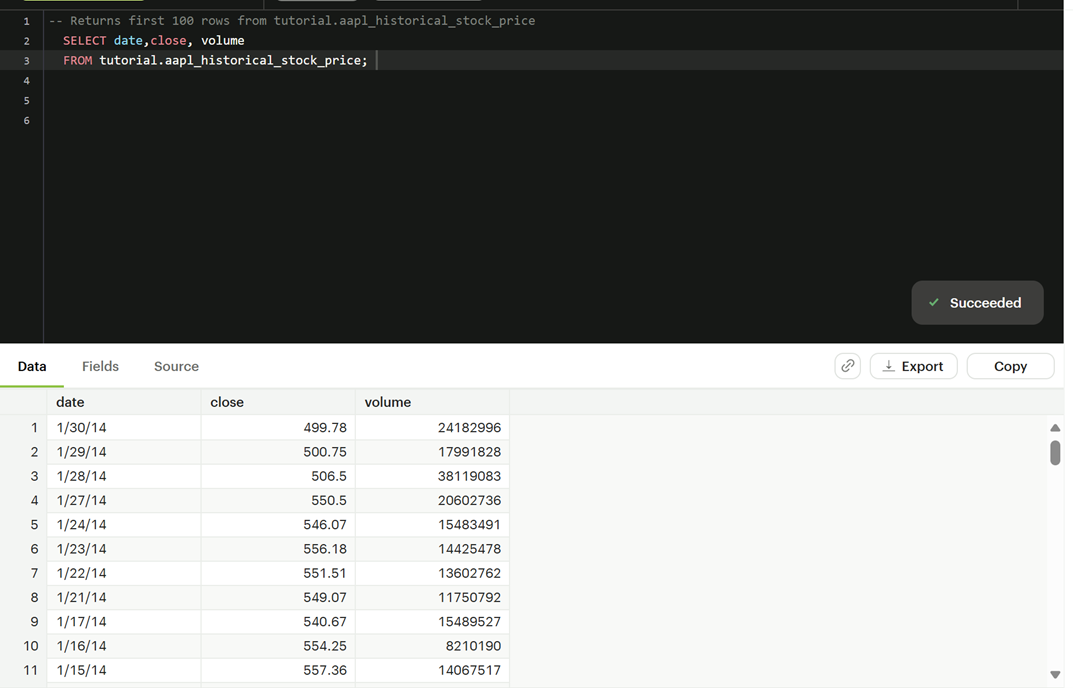 1 -- Returns first 100 rows from tutorial.aapl_historical_stock_price
2 SELECT date,close, volume
3 FROM tutorial.aapl_historical_stock_price;
4
5
6
Succeeded
Data Fields Source Export Copy
date close volume
1 1/30/14 499.78 24182996
2 1/29/14 500.75 17991828
3 1/28/14 506.5 38119083
4 1/27/14 550.5 20602736
5 1/24/14 546.07 15483491
6 1/23/14 556.18 14425478
7 1/22/14 551.51 13602762
8 1/21/14 549.07 11750792
9 1/17/14 540.67 15489527
10 1/16/14 554.25 8210190
11 1/15/14 557.36 14067517